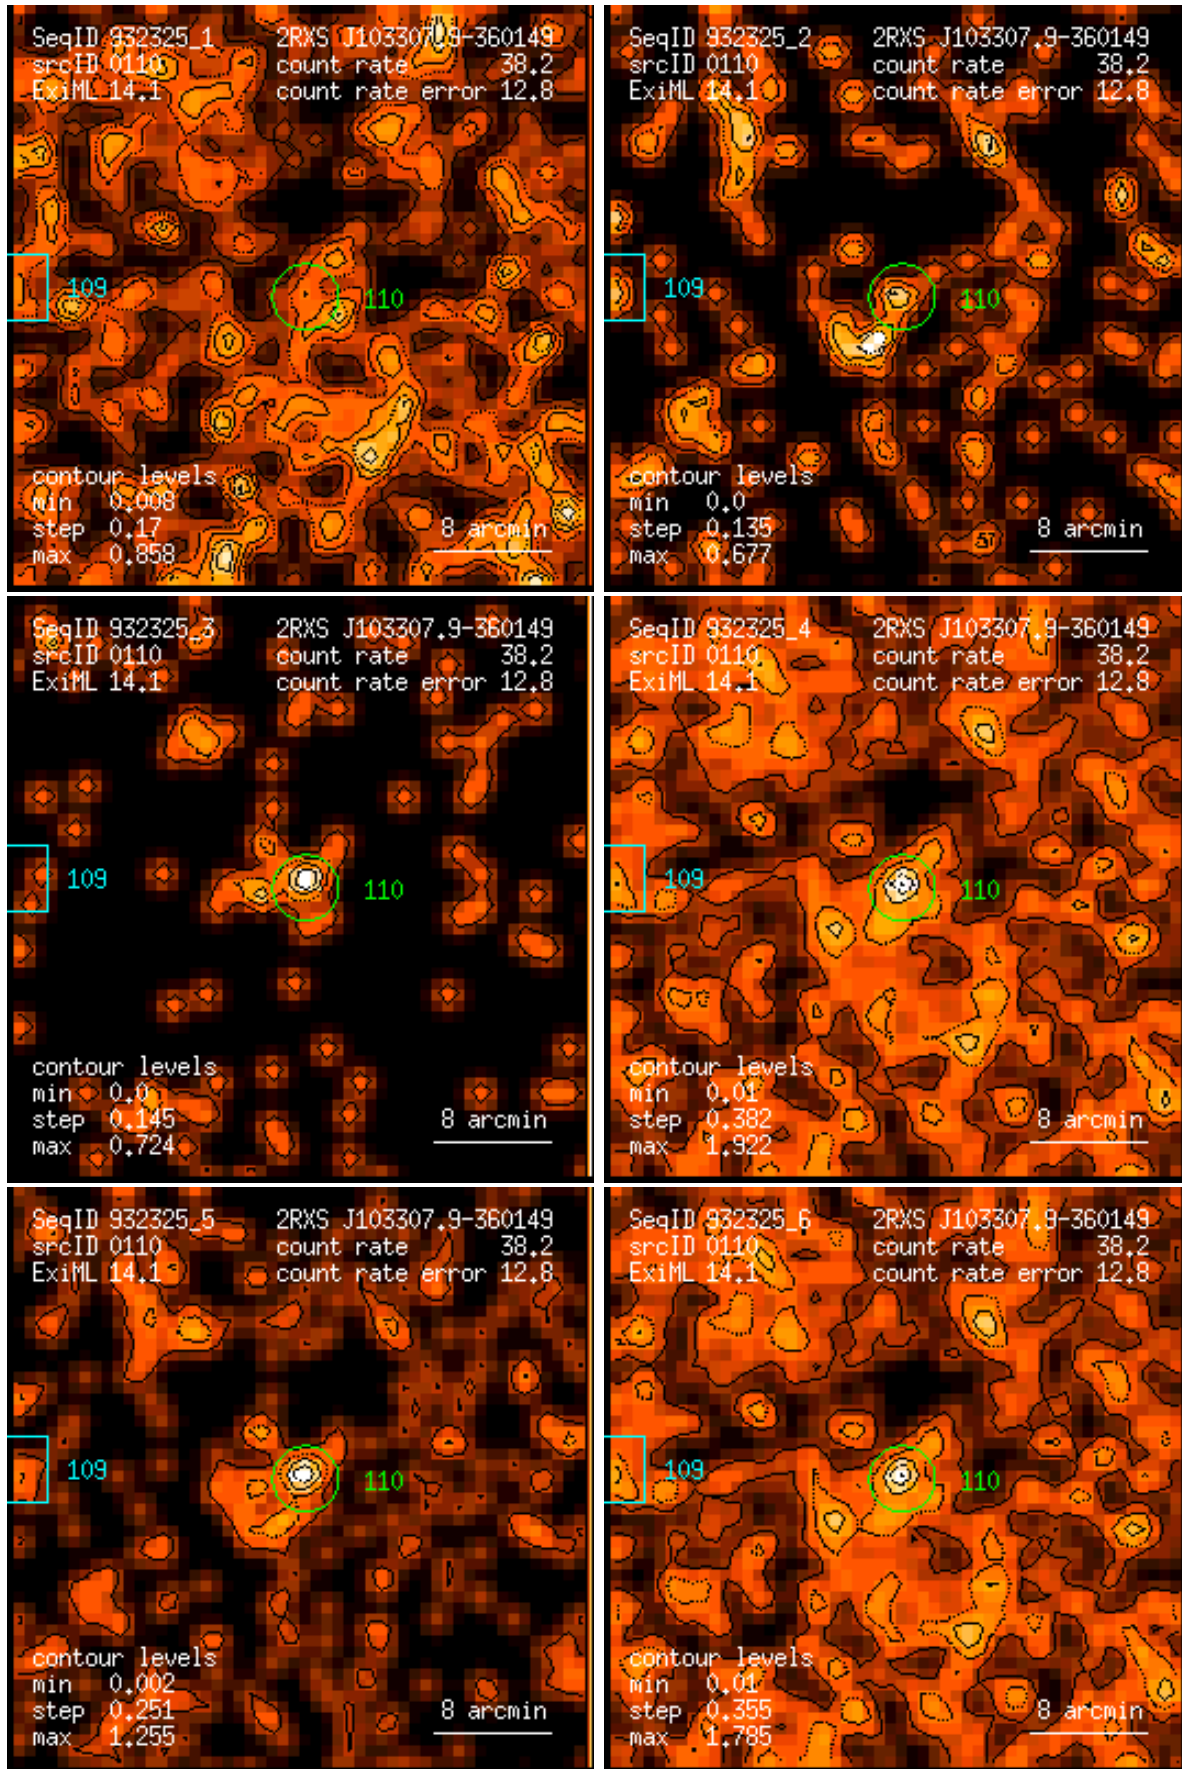 SeqID 932325_1 2RXS J103307.9-360149
srcID 0110 count rate 38.2
ExiML 14.1 count rate error 12.8
109 110
contour levels
min 0.008
step 0.17 8 arcmin
max 0.858
SeqID 932325_2 2RXS J103307.9-360149
srcID 0110 count rate 38.2
ExiML 14.1 count rate error 12.8
109 110
contour levels
min 0.0
step 0.135 8 arcmin
max 0.677
SeqID 932325_3 2RXS J103307.9-360149
srcID 0110 count rate 38.2
ExiML 14.1 count rate error 12.8
109 110
contour levels
min 0.0
step 0.145 8 arcmin
max 0.724
SeqID 932325_4 2RXS J103307.9-360149
srcID 0110 count rate 38.2
ExiML 14.1 count rate error 12.8
109 110
contour levels
min 0.01
step 0.382 8 arcmin
max 1.922
SeqID 932325_5 2RXS J103307.9-360149
srcID 0110 count rate 38.2
ExiML 14.1 count rate error 12.8
109 110
contour levels
min 0.002
step 0.251 8 arcmin
max 1.255
SeqID 932325_6 2RXS J103307.9-360149
srcID 0110 count rate 38.2
ExiML 14.1 count rate error 12.8
109 110
contour levels
min 0.01
step 0.355 8 arcmin
max 1.785